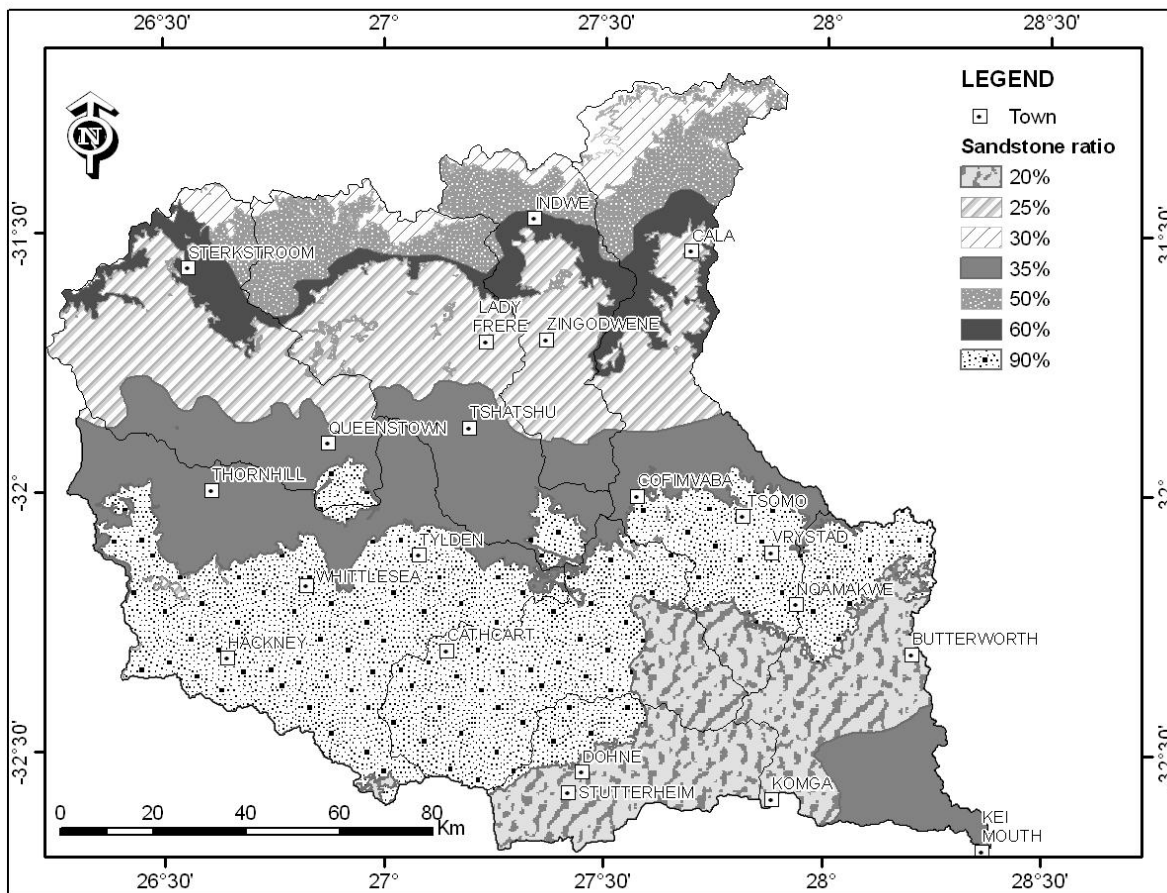 26°30' 27° 27°30' 28° 28°30'
LEGEND
Town
Sandstone ratio
20%
25%
30%
35%
50%
60%
90%
N
-31°30' -31°30'
INDWE
CALA
STERKSTROOM
LADY
FRERE
ZINGODWENE
TSHATSHU
QUEENSTOWN
THORNHILL
-32° -32°
COFIMVABA
TSOMO
TYLDEN
VRYSTAD
WHITTLESEA
NQAMAKWE
HACKNEY
CATHCART
BUTTERWORTH
-32°30' -32°30'
DOHNE
STUTTERHEIM
KOMGA
KEI
MOUTH
0 20 40 60 80
Km
26°30' 27° 27°30' 28° 28°30'